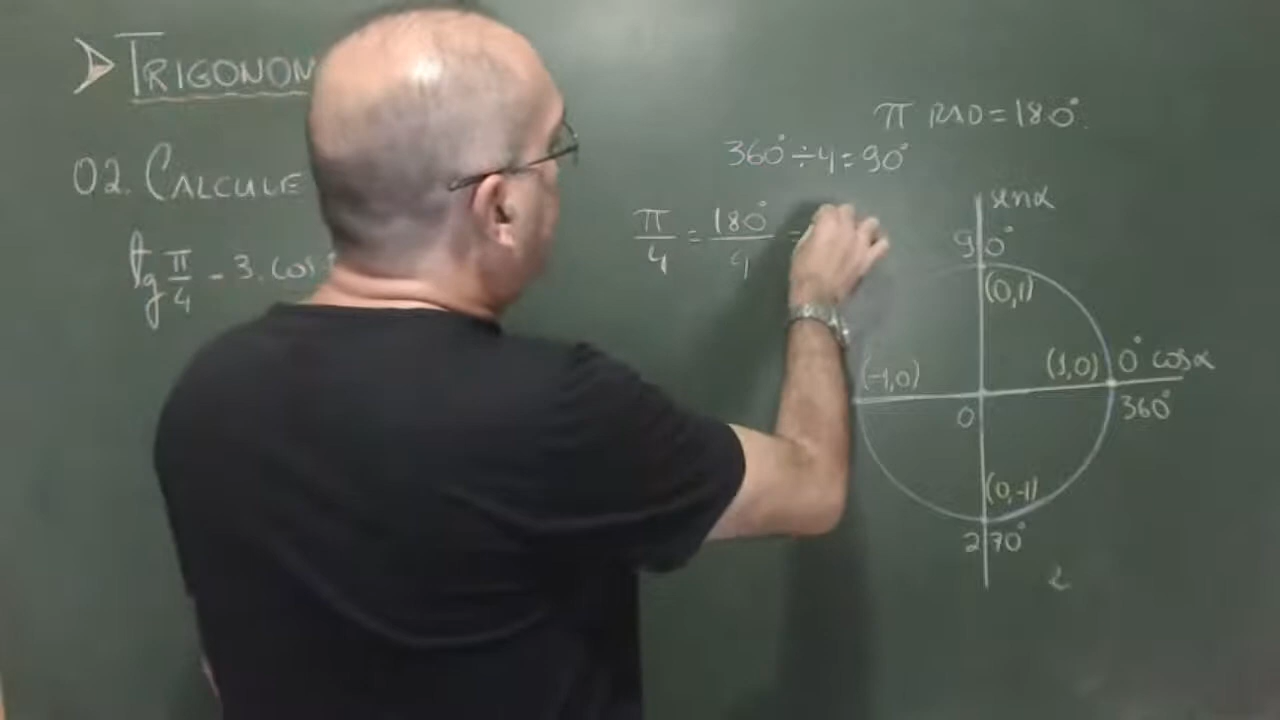 TRIGONOM
02. CALCULE
tg π/4 - 3. cos
π RAD = 180°
360° ÷ 4 = 90°
π/4 = 180°/4 =
sen α
90°
(0,1)
(-1,0)
(1,0)
0° cos α
0
360°
(0,-1)
270°